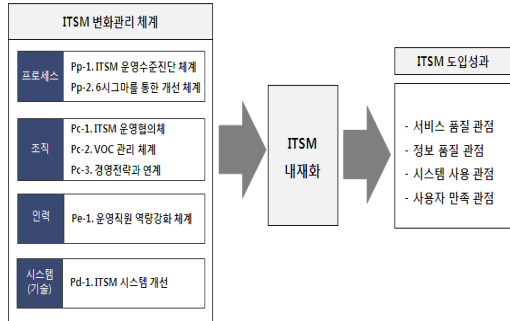 ITSM 변화관리 체계
프로세스
Pp-1. ITSM 운영수준진단 체계
Pp-2. 6시그마를 통한 개선 체계
조직
Pc-1. ITSM 운영협의체
Pc-2. VOC 관리 체계
Pc-3. 경영전략과 연계
인력
Pe-1. 운영직원 역량강화 체계
시스템
(기술)
Pd-1. ITSM 시스템 개선
ITSM
내재화
ITSM 도입성과
- 서비스 품질 관점
- 정보 품질 관점
- 시스템 사용 관점
- 사용자 만족 관점